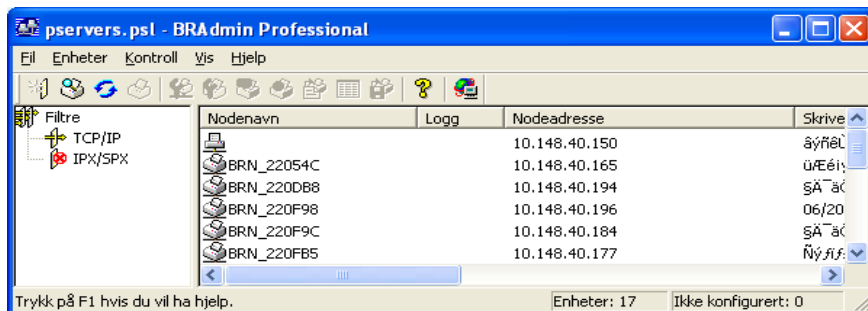 pservers.psl - BRAdmin Professional
Fil Enheter Kontroll Vis Hjelp
Filtre
TCP/IP
IPX/SPX
Nodenavn Logg Nodeadresse Skrive
10.148.40.150
BRN_22054C 10.148.40.165
BRN_220DB8 10.148.40.194
BRN_220F98 10.148.40.196 06/20
BRN_220F9C 10.148.40.184
BRN_220FB5 10.148.40.177
Trykk på F1 hvis du vil ha hjelp. Enheter: 17 Ikke konfigurert: 0